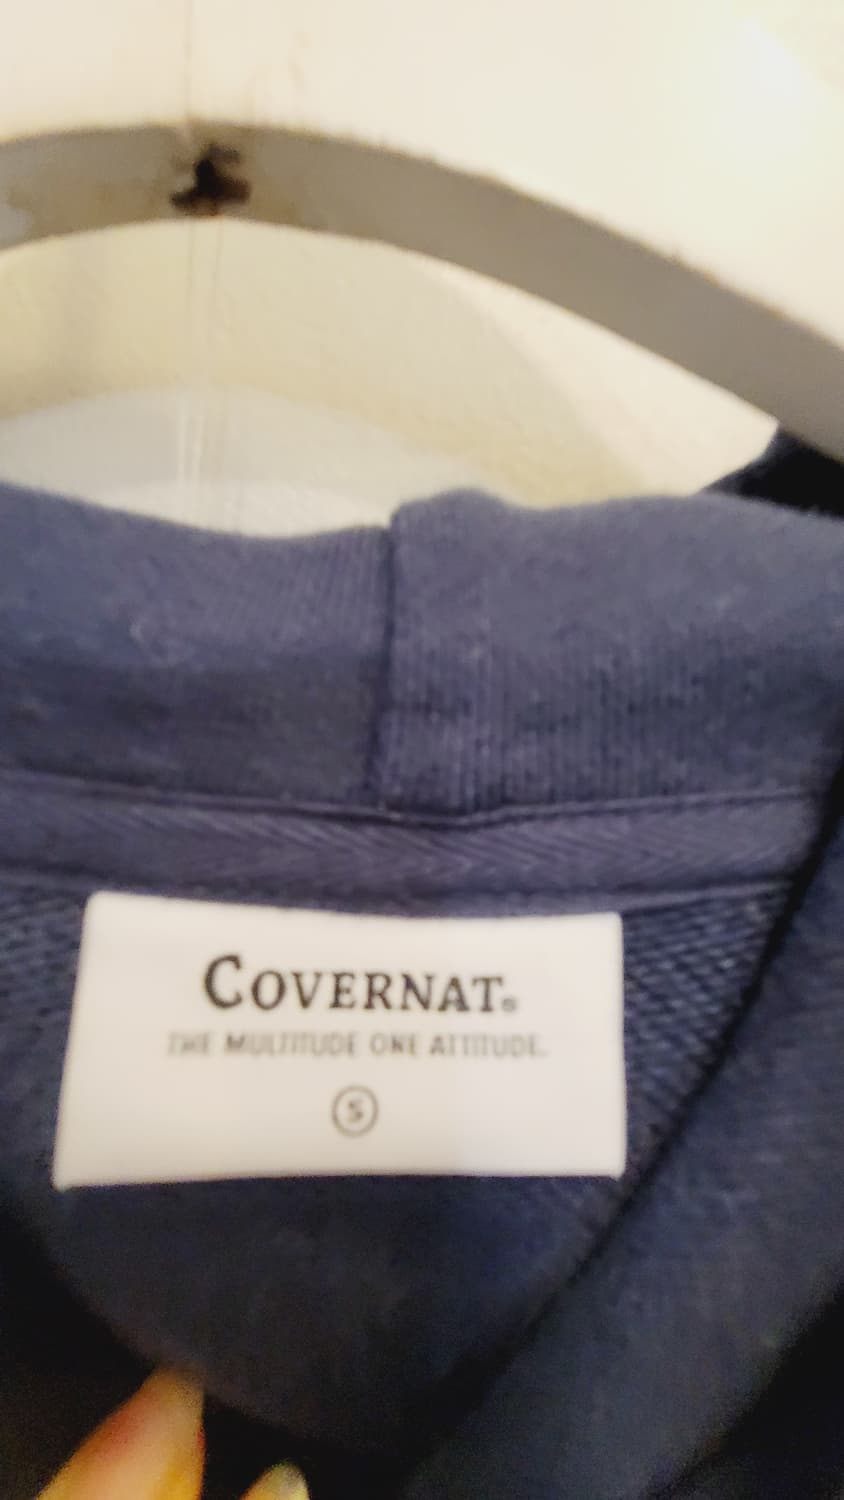 COVERNAT®
THE MULTITUDE ONE ATTITUDE.
S